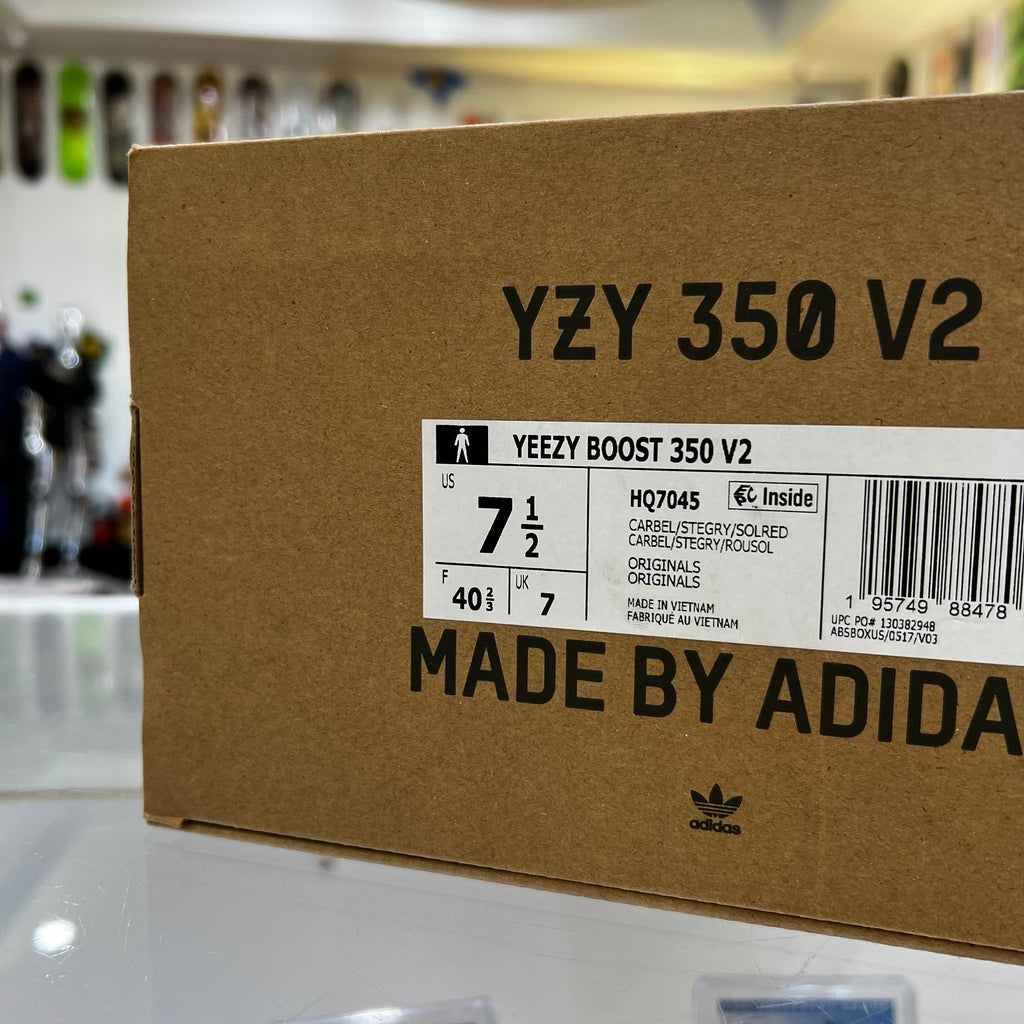 YZY 350 V2
YEEZY BOOST 350 V2
US
7 1/2
F
40 2/3
UK
7
HQ7045
EC Inside
CARBEL/STEGRY/SOLRED
CARBEL/STEGRY/ROUSOL
ORIGINALS
ORIGINALS
MADE IN VIETNAM
FABRIQUÉ AU VIETNAM
1 95749 88478
UPC PO# 130382948
ABSBOXUS/0517/V03
MADE BY ADIDA
adidas